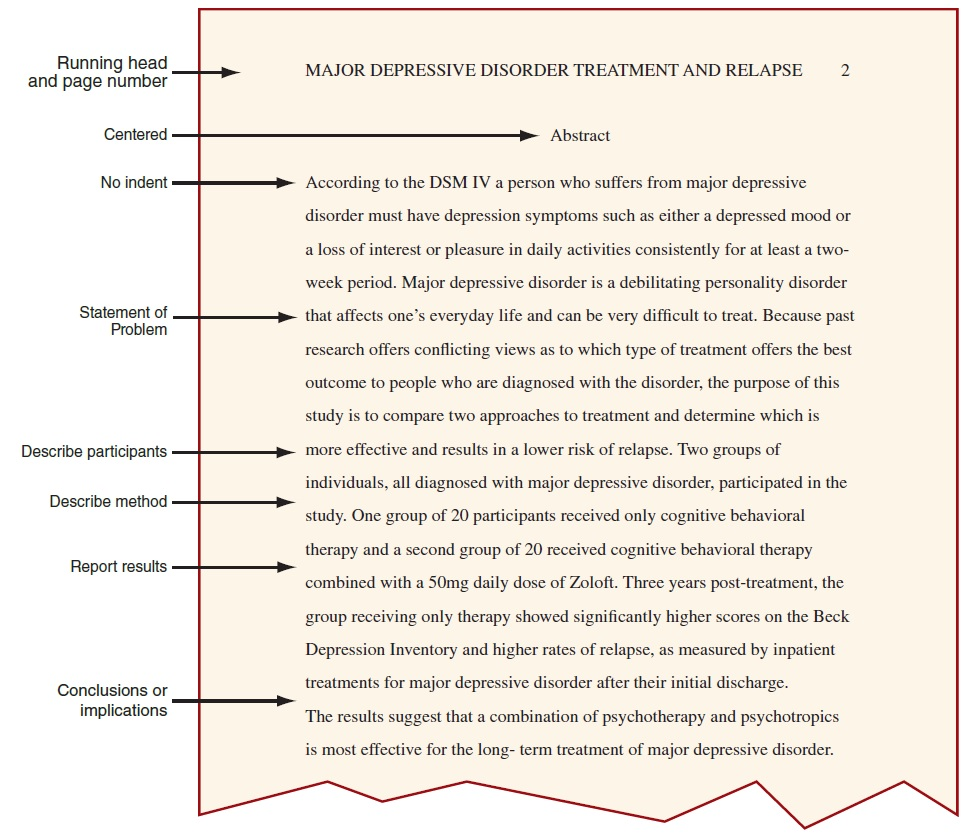 Running head
and page number
MAJOR DEPRESSIVE DISORDER TREATMENT AND RELAPSE 2
Centered
Abstract
No indent
According to the DSM IV a person who suffers from major depressive
disorder must have depression symptoms such as either a depressed mood or
a loss of interest or pleasure in daily activities consistently for at least a two-
week period. Major depressive disorder is a debilitating personality disorder
Statement of
Problem
that affects one's everyday life and can be very difficult to treat. Because past
research offers conflicting views as to which type of treatment offers the best
outcome to people who are diagnosed with the disorder, the purpose of this
study is to compare two approaches to treatment and determine which is
Describe participants
more effective and results in a lower risk of relapse. Two groups of
individuals, all diagnosed with major depressive disorder, participated in the
Describe method
study. One group of 20 participants received only cognitive behavioral
therapy and a second group of 20 received cognitive behavioral therapy
Report results
combined with a 50mg daily dose of Zoloft. Three years post-treatment, the
group receiving only therapy showed significantly higher scores on the Beck
Depression Inventory and higher rates of relapse, as measured by inpatient
treatments for major depressive disorder after their initial discharge.
Conclusions or
implications
The results suggest that a combination of psychotherapy and psychotropics
is most effective for the long- term treatment of major depressive disorder.